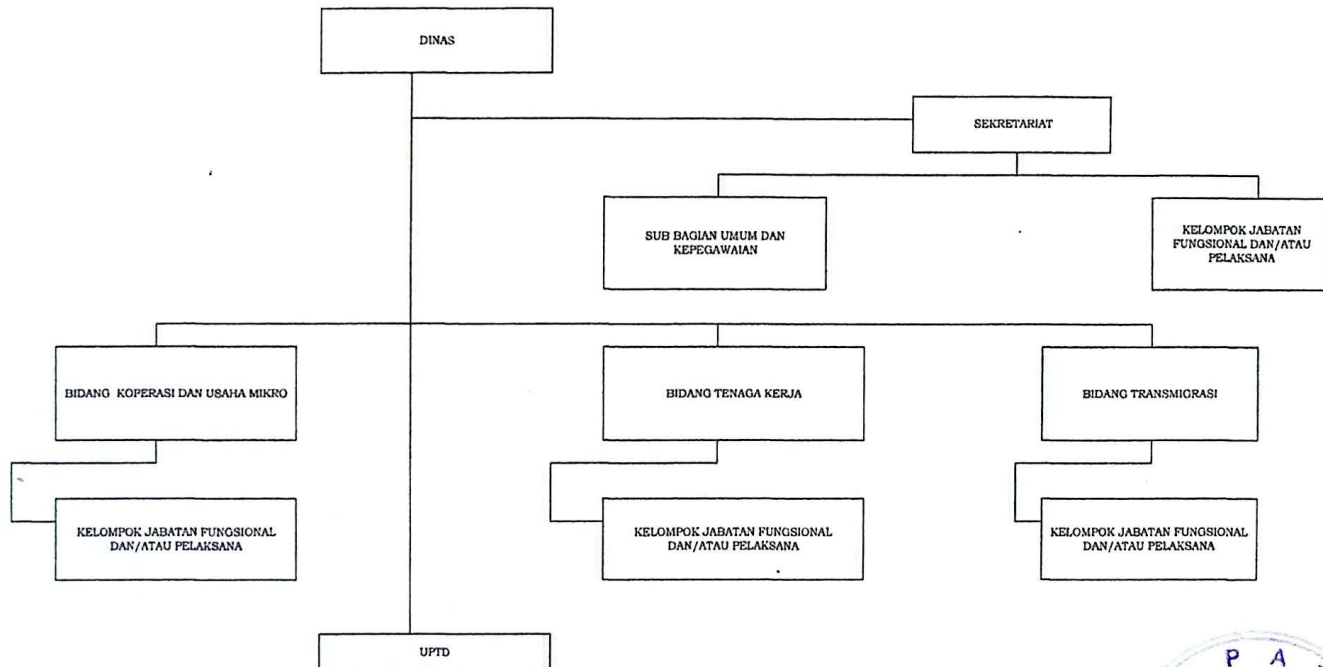 DINAS
SEKRETARIAT
SUB BAGIAN UMUM DAN
KEPEGAWAIAN
KELOMPOK JABATAN
FUNGSIONAL DAN/ATAU
PELAKSANA
BIDANG KOPERASI DAN USAHA MIKRO
BIDANG TENAGA KERJA
BIDANG TRANSMIGRASI
KELOMPOK JABATAN FUNGSIONAL
DAN/ATAU PELAKSANA
KELOMPOK JABATAN FUNGSIONAL
DAN/ATAU PELAKSANA
KELOMPOK JABATAN FUNGSIONAL
DAN/ATAU PELAKSANA
UPTD
P A